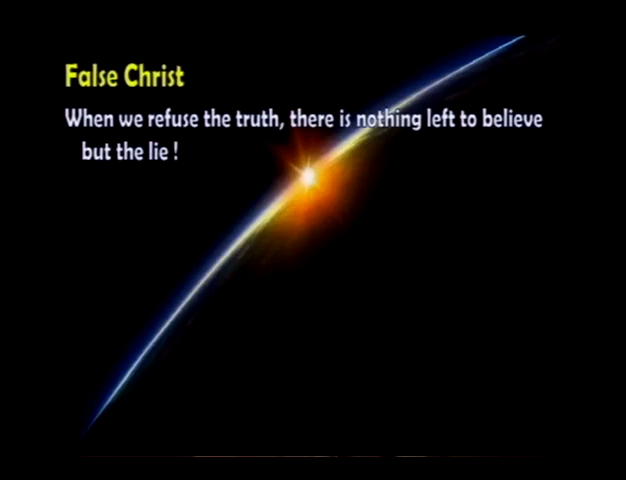 False Christ
When we refuse the truth, there is nothing left to believe
but the lie !